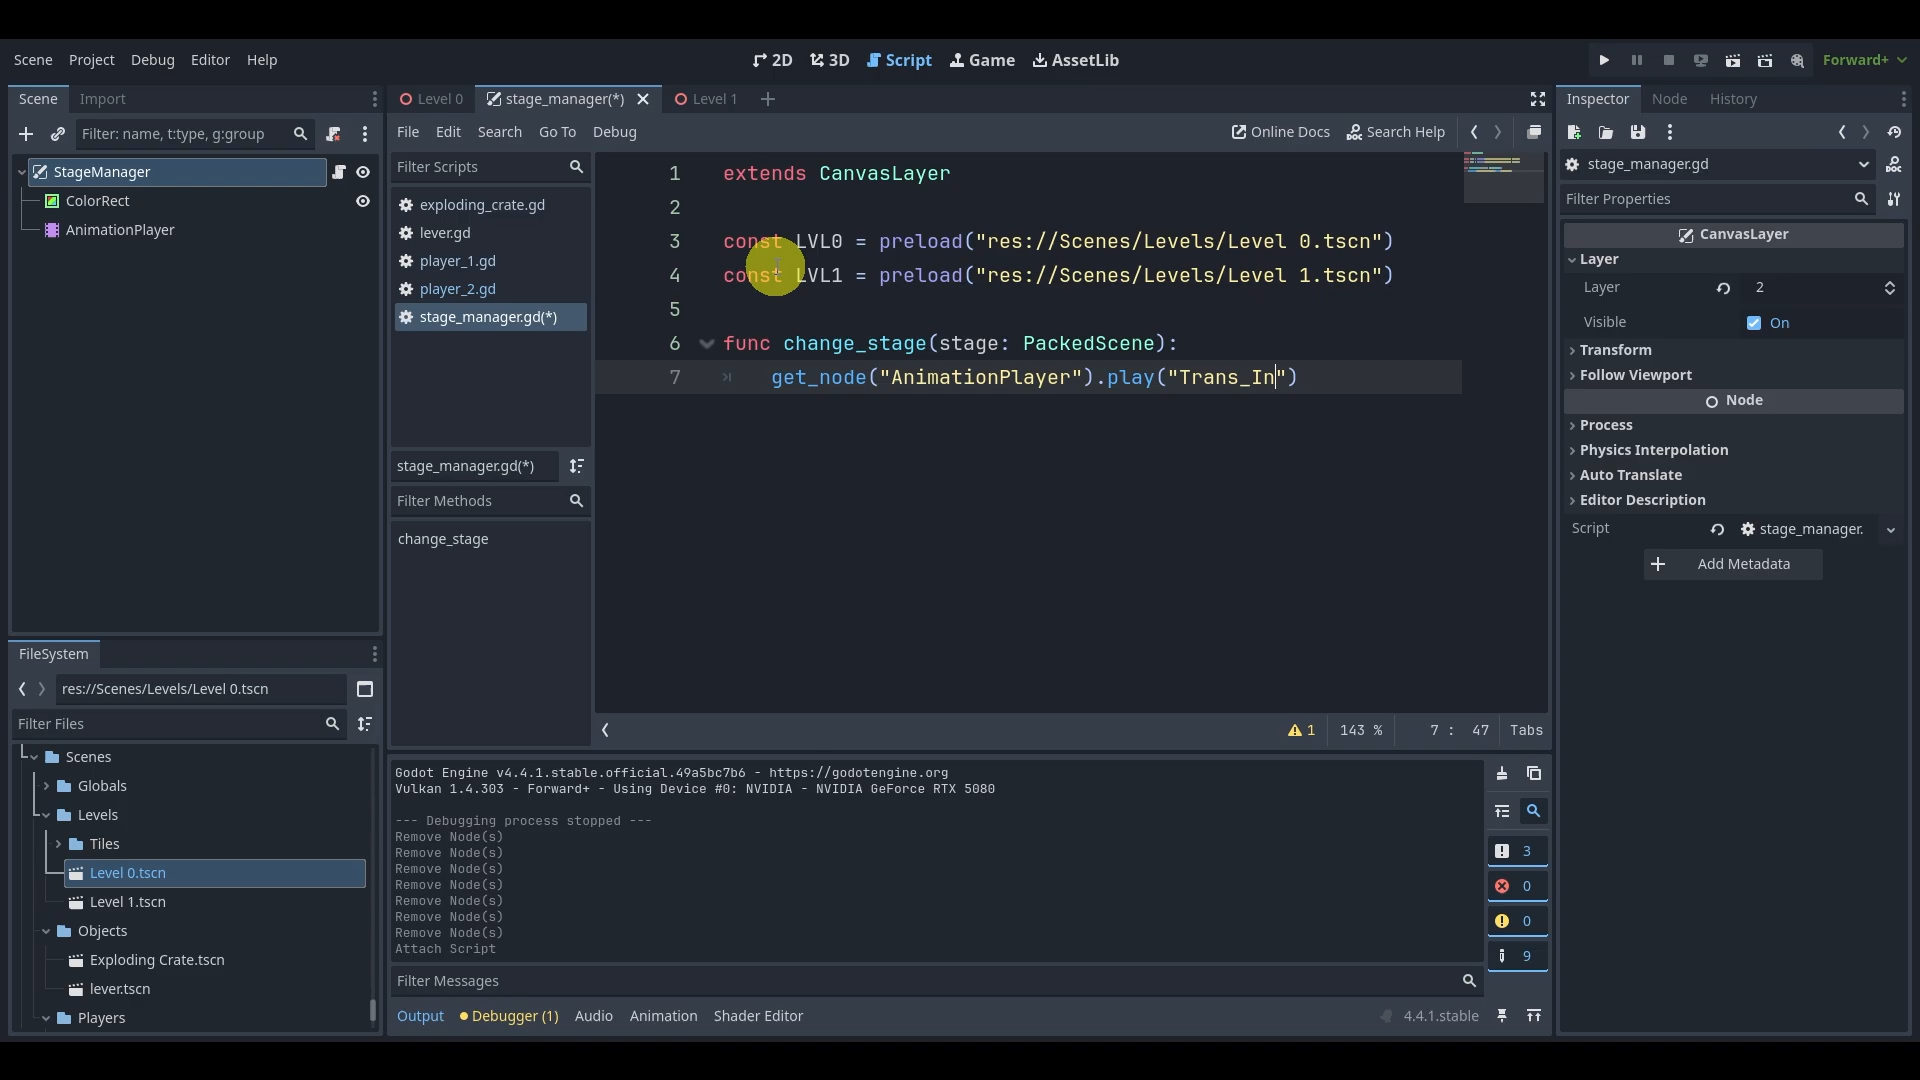 Scene Project Debug Editor Help
2D 3D Script Game AssetLib
Forward+
Scene Import
Filter: name, t:type, g:group
StageManager
ColorRect
AnimationPlayer
FileSystem
res://Scenes/Levels/Level 0.tscn
Filter Files
Scenes
Globals
Levels
Tiles
Level 0.tscn
Level 1.tscn
Objects
Exploding Crate.tscn
lever.tscn
Players
Level 0 stage_manager(*) Level 1
File Edit Search Go To Debug
Online Docs Search Help
Filter Scripts
exploding_crate.gd
lever.gd
player_1.gd
player_2.gd
stage_manager.gd(*)
stage_manager.gd(*)
Filter Methods
change_stage
1 extends CanvasLayer
2
3 const LVL0 = preload("res://Scenes/Levels/Level 0.tscn")
4 const LVL1 = preload("res://Scenes/Levels/Level 1.tscn")
5
6 func change_stage(stage: PackedScene):
7 get_node("AnimationPlayer").play("Trans_In")
1 143 % 7 : 47 Tabs
Godot Engine v4.4.1.stable.official.49a5bc7b6 - https://godotengine.org
Vulkan 1.4.303 - Forward+ - Using Device #0: NVIDIA - NVIDIA GeForce RTX 5080
--- Debugging process stopped ---
Remove Node(s)
Remove Node(s)
Remove Node(s)
Remove Node(s)
Remove Node(s)
Remove Node(s)
Remove Node(s)
Attach Script
3
0
0
9
Filter Messages
Output Debugger (1) Audio Animation Shader Editor
4.4.1.stable
Inspector Node History
stage_manager.gd
Filter Properties
CanvasLayer
Layer
Layer 2
Visible On
Transform
Follow Viewport
Node
Process
Physics Interpolation
Auto Translate
Editor Description
Script stage_manager.
Add Metadata